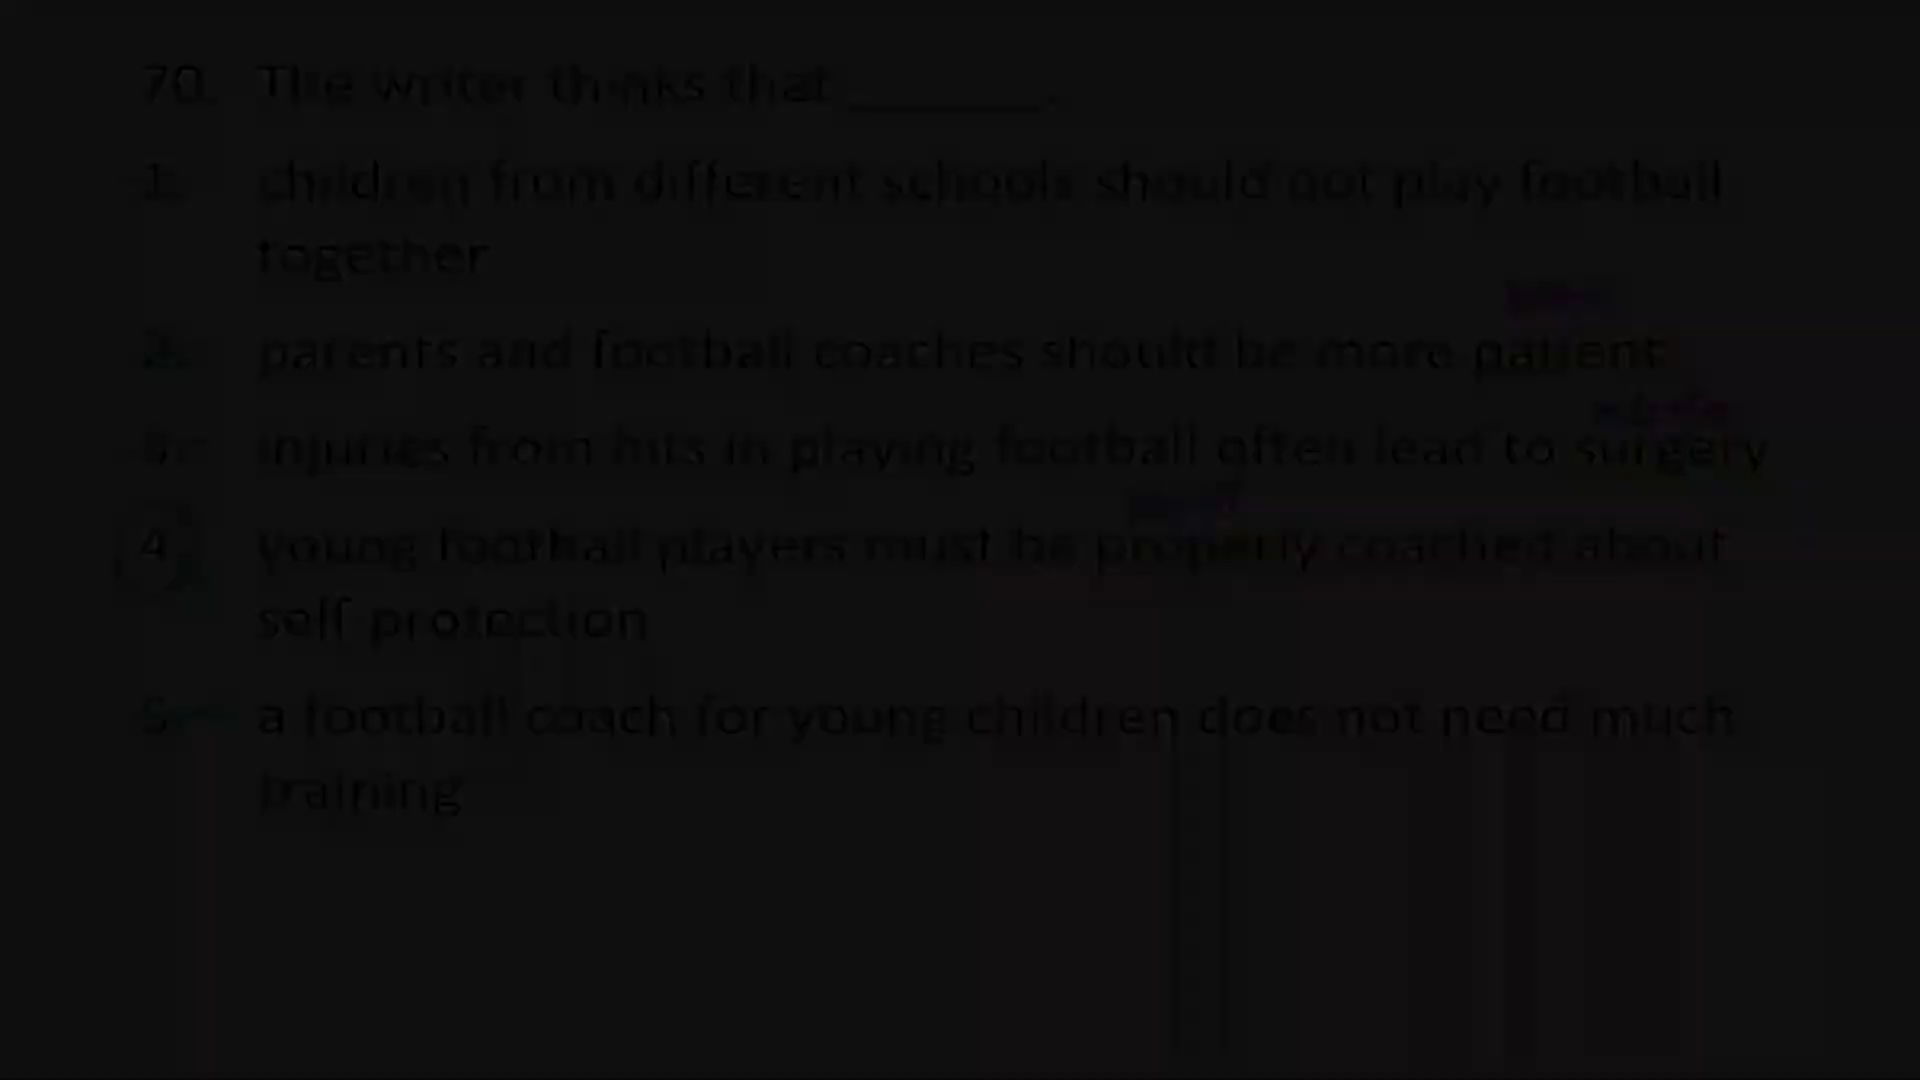 70. The writer thinks that ______.
1. children from different schools should not play football
together
2. parents and football coaches should be more patient
3. injuries from hits in playing football often lead to surgery
4. young football players must be properly coached about
self protection
5. a football coach for young children does not need much
training